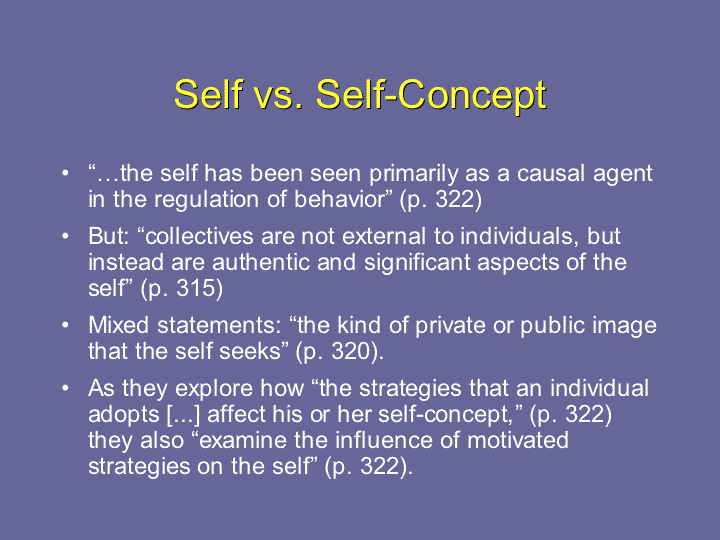 Self vs. Self-Concept
• “…the self has been seen primarily as a causal agent
in the regulation of behavior” (p. 322)
• But: “collectives are not external to individuals, but
instead are authentic and significant aspects of the
self” (p. 315)
• Mixed statements: “the kind of private or public image
that the self seeks” (p. 320).
• As they explore how “the strategies that an individual
adopts [...] affect his or her self-concept,” (p. 322)
they also “examine the influence of motivated
strategies on the self” (p. 322).